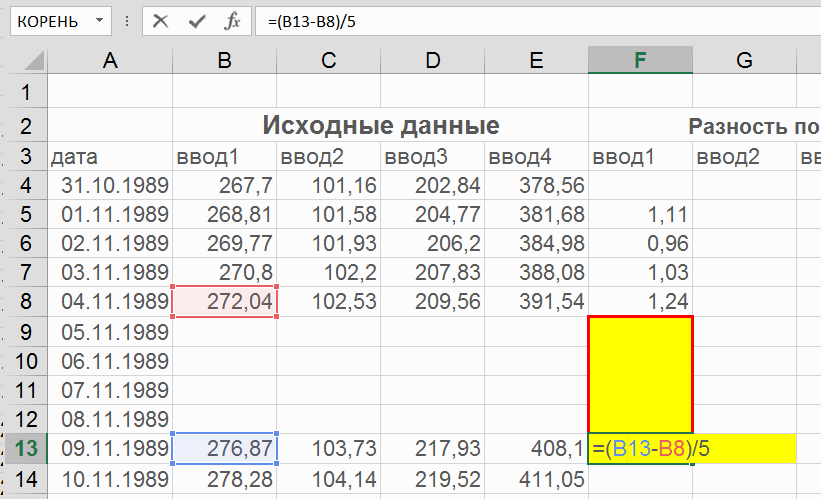 КОРЕНЬ =(B13-B8)/5
A B C D E F G
1
2 Исходные данные Разность по
3 дата ввод1 ввод2 ввод3 ввод4 ввод1 ввод2 вв
4 31.10.1989 267,7 101,16 202,84 378,56
5 01.11.1989 268,81 101,58 204,77 381,68 1,11
6 02.11.1989 269,77 101,93 206,2 384,98 0,96
7 03.11.1989 270,8 102,2 207,83 388,08 1,03
8 04.11.1989 272,04 102,53 209,56 391,54 1,24
9 05.11.1989
10 06.11.1989
11 07.11.1989
12 08.11.1989
13 09.11.1989 276,87 103,73 217,93 408,1 =(B13-B8)/5
14 10.11.1989 278,28 104,14 219,52 411,05